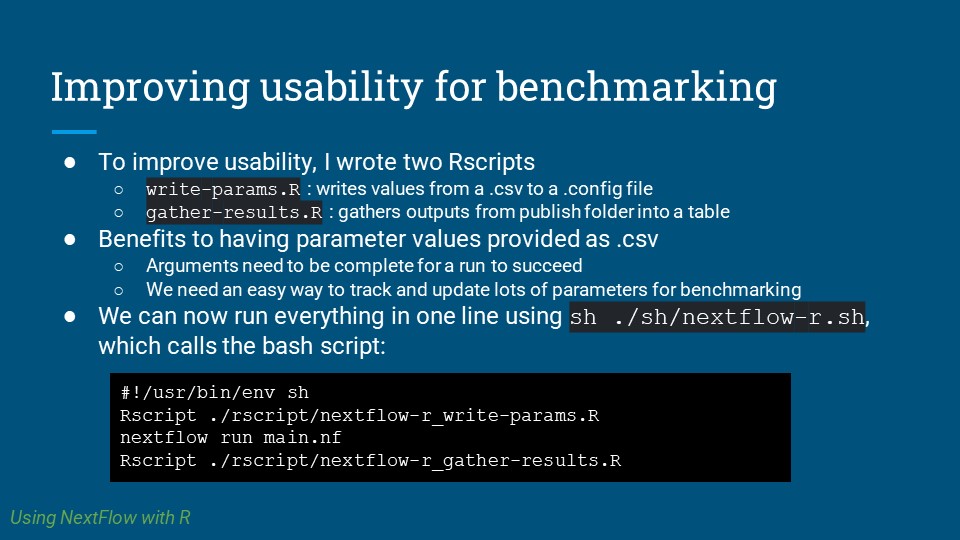 Improving usability for benchmarking
● To improve usability, I wrote two Rscripts
○ write-params.R : writes values from a .csv to a .config file
○ gather-results.R : gathers outputs from publish folder into a table
● Benefits to having parameter values provided as .csv
○ Arguments need to be complete for a run to succeed
○ We need an easy way to track and update lots of parameters for benchmarking
● We can now run everything in one line using sh ./sh/nextflow-r.sh,
which calls the bash script:
#!/usr/bin/env sh
Rscript ./rscript/nextflow-r_write-params.R
nextflow run main.nf
Rscript ./rscript/nextflow-r_gather-results.R
Using NextFlow with R